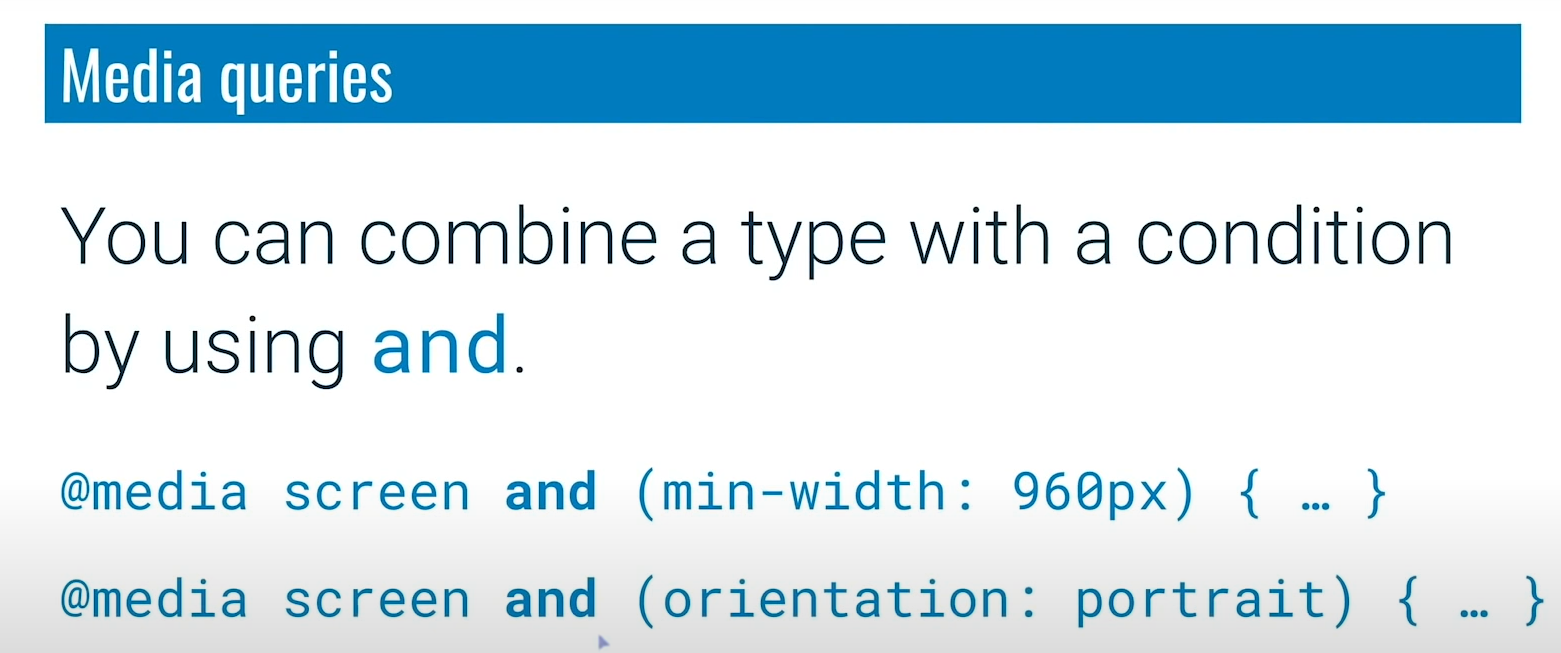 Media queries
You can combine a type with a condition
by using and.
@media screen and (min-width: 960px) { … }
@media screen and (orientation: portrait) { … }